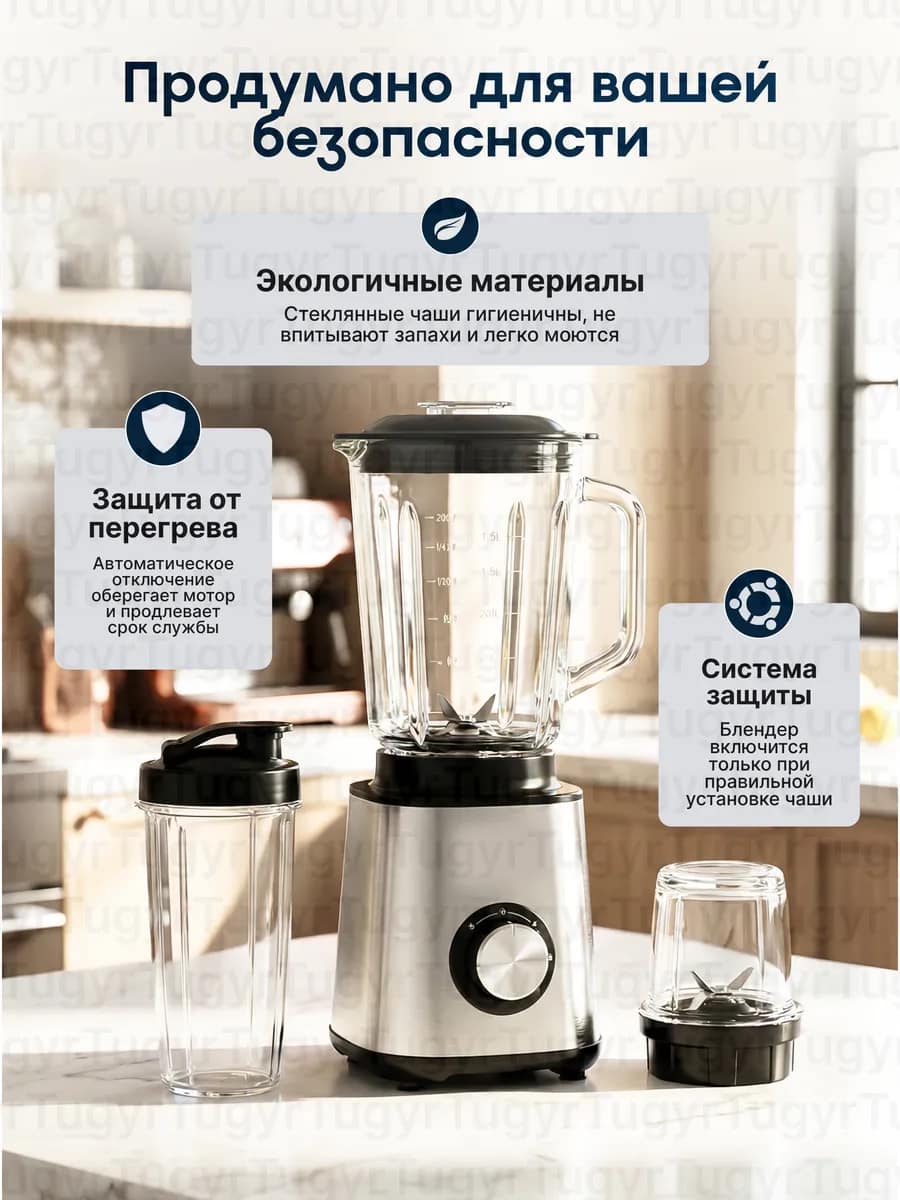 Продумано для вашей
безопасности
Экологичные материалы
Стеклянные чаши гигиеничны, не
впитывают запахи и легко моются
Защита от
перегрева
Автоматическое
отключение
оберегает мотор
и продлевает
срок службы
Система
защиты
Блендер
включится
только при
правильной
установке чаши
Tugyr